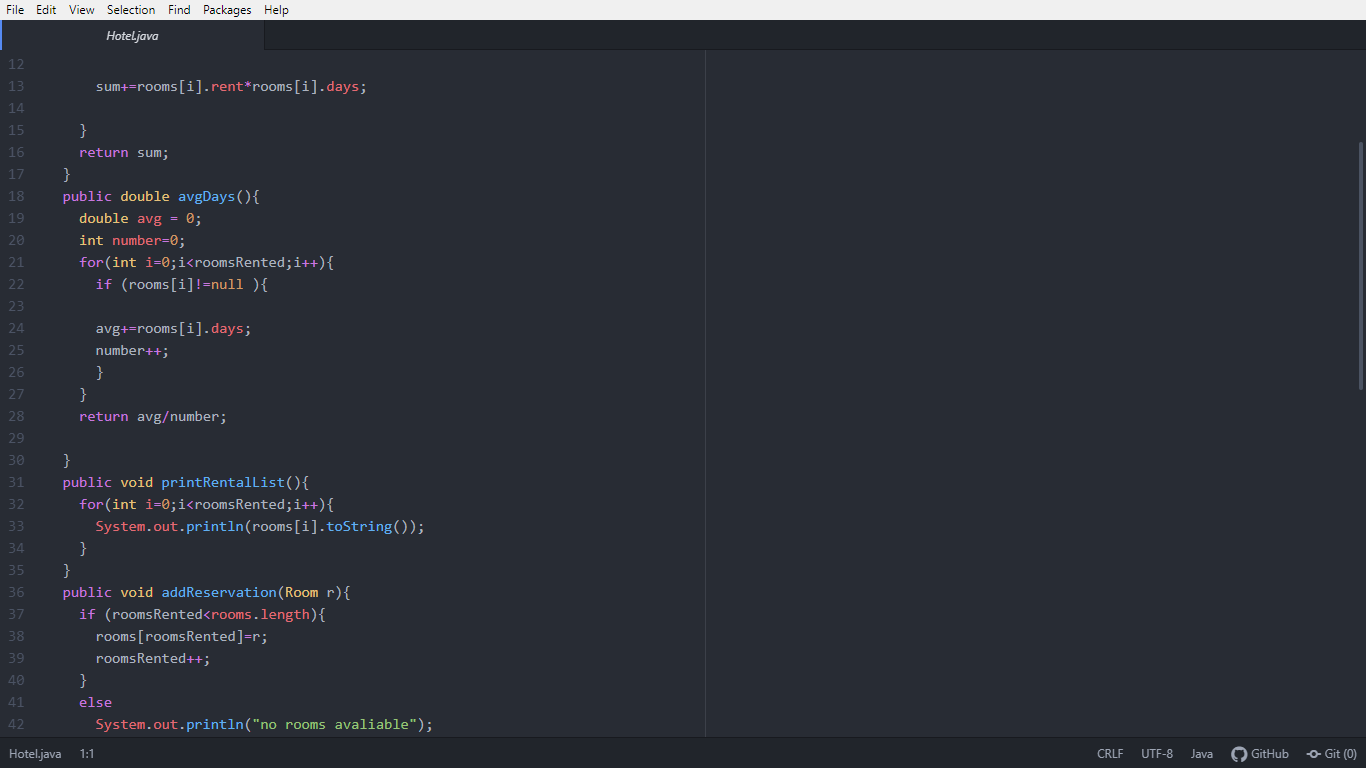 File Edit View Selection Find Packages Help
Hotel.java
12
13 sum+=rooms[i].rent*rooms[i].days;
14
15 }
16 return sum;
17 }
18 public double avgDays(){
19 double avg = 0;
20 int number=0;
21 for(int i=0;i<roomsRented;i++){
22 if (rooms[i]!=null ){
23
24 avg+=rooms[i].days;
25 number++;
26 }
27 }
28 return avg/number;
29
30 }
31 public void printRentalList(){
32 for(int i=0;i<roomsRented;i++){
33 System.out.println(rooms[i].toString());
34 }
35 }
36 public void addReservation(Room r){
37 if (roomsRented<rooms.length){
38 rooms[roomsRented]=r;
39 roomsRented++;
40 }
41 else
42 System.out.println("no rooms avaliable");
Hotel.java 1:1 CRLF UTF-8 Java GitHub Git (0)